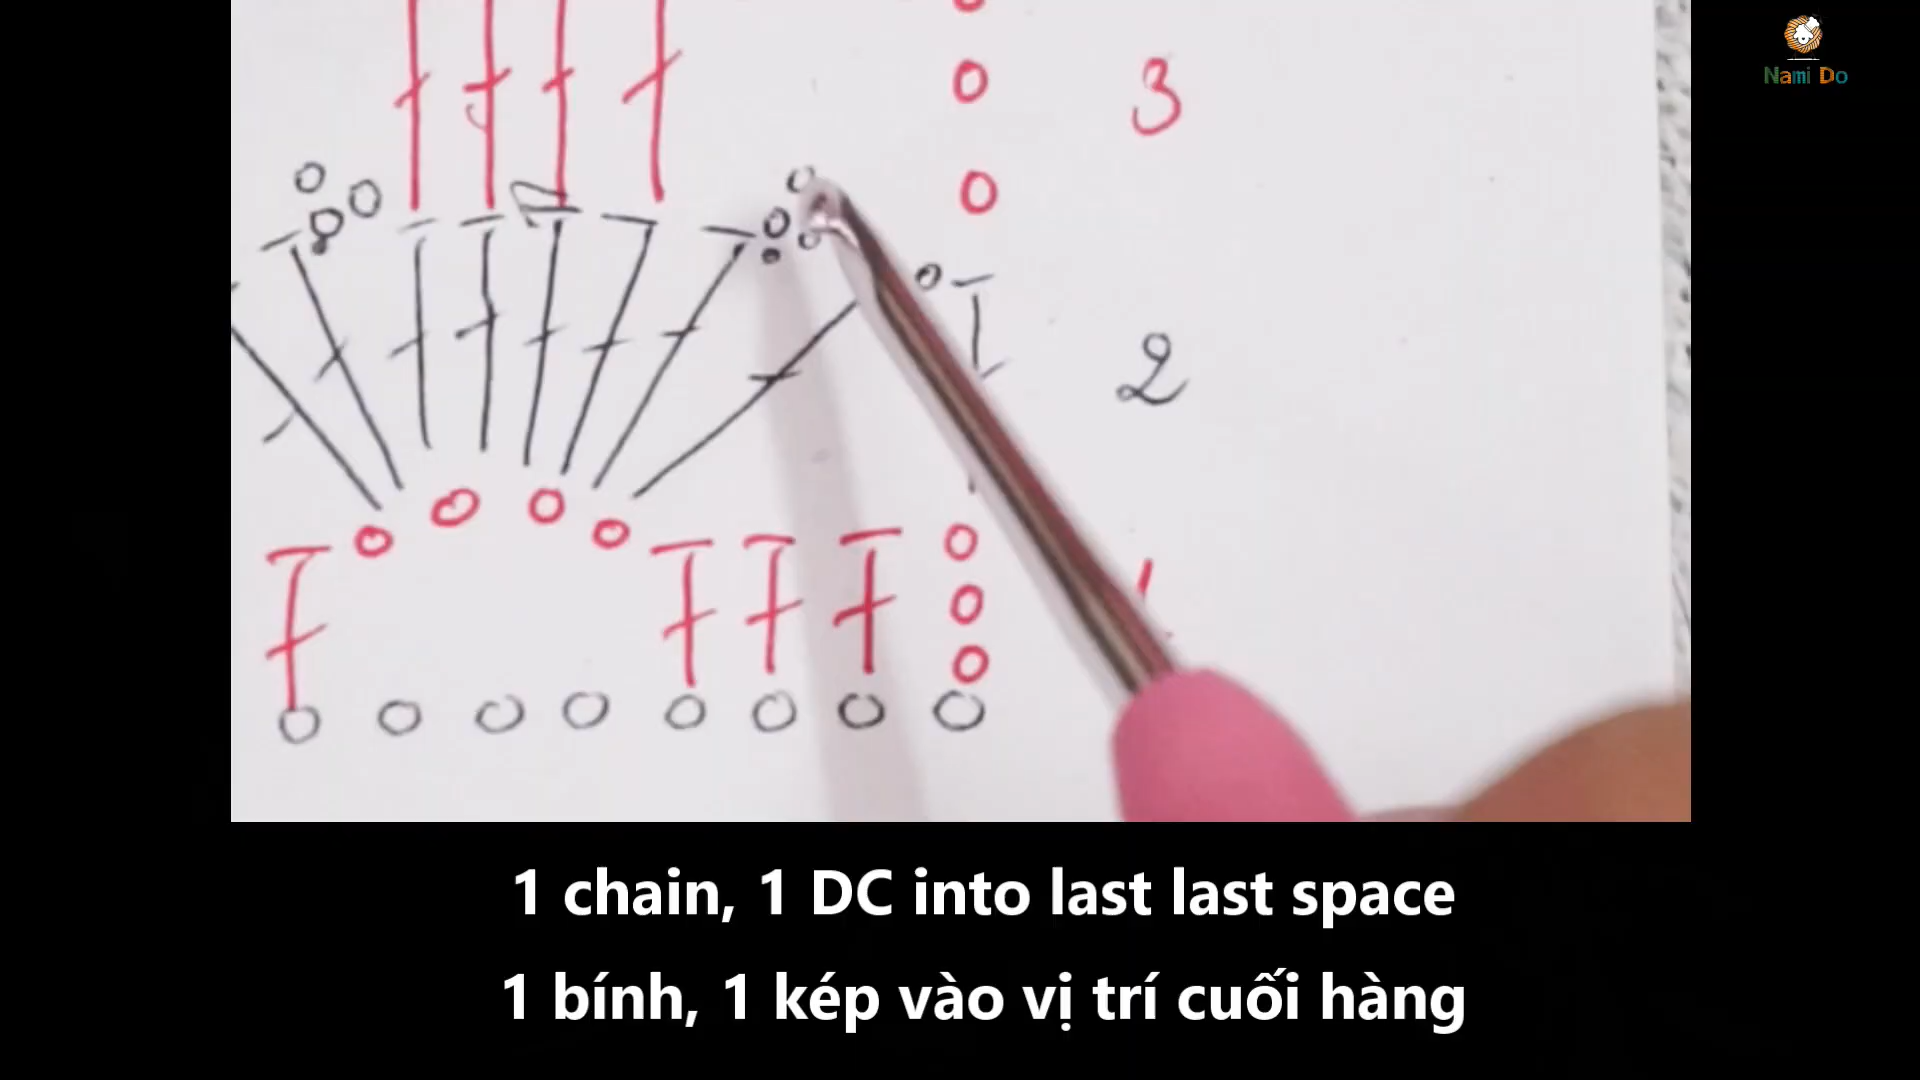 Nami Do
3
2
1
1 chain, 1 DC into last last space
1 bính, 1 kép vào vị trí cuối hàng